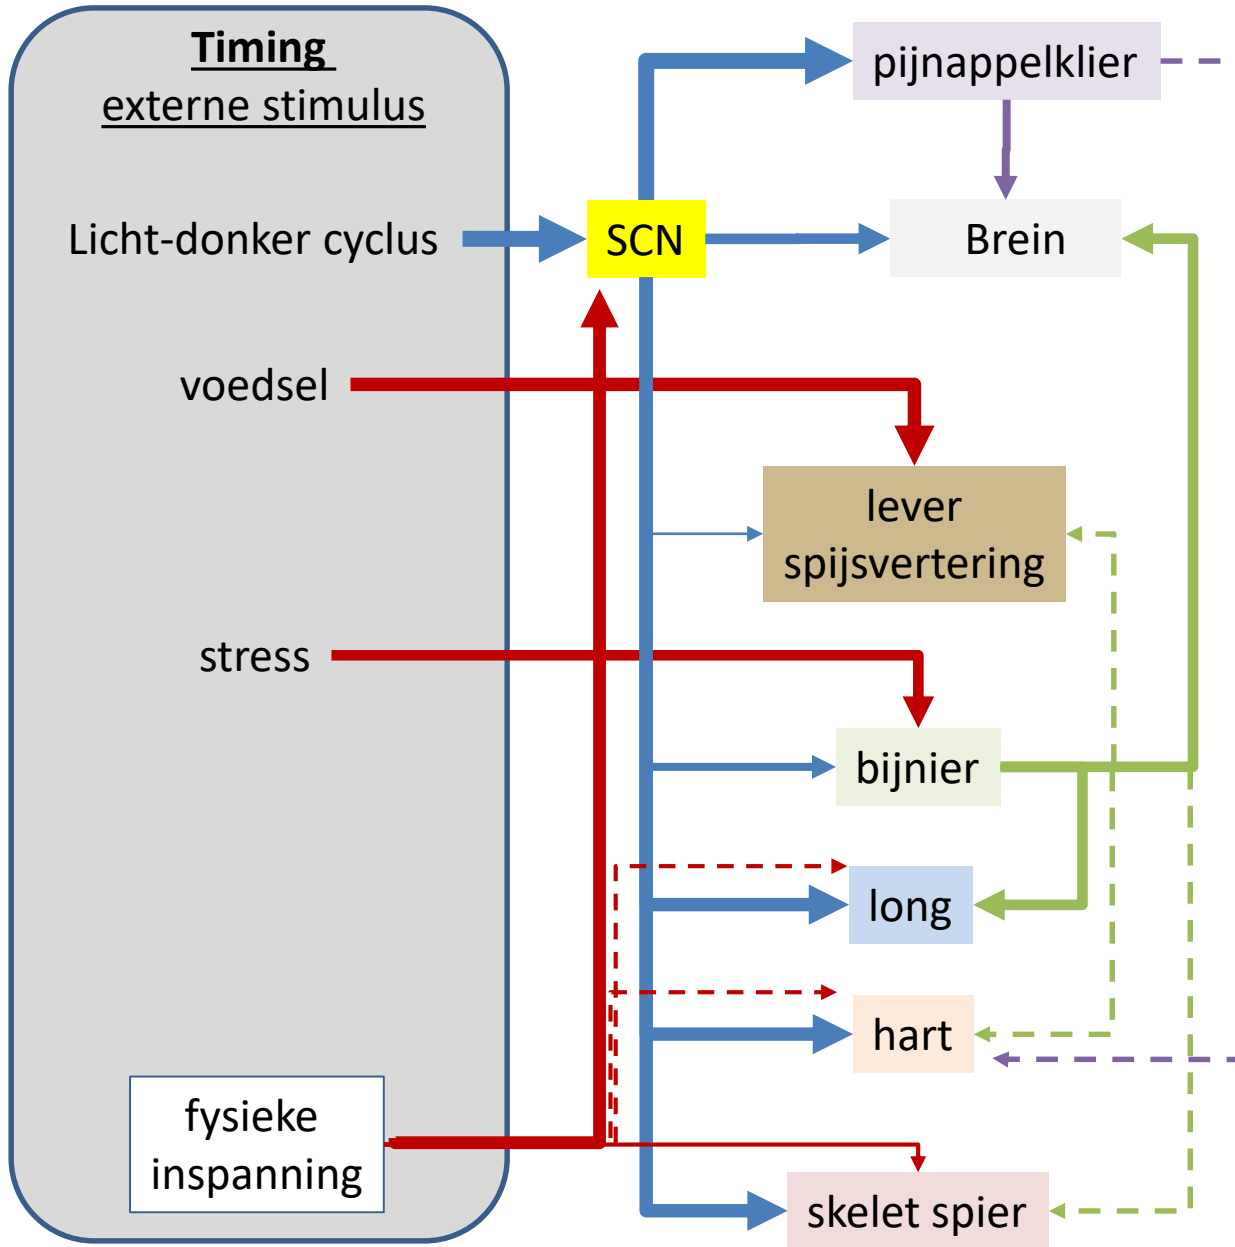 Timing
externe stimulus
pijnappelklier
Licht-donker cyclus
SCN
Brein
voedsel
lever
spijsvertering
stress
bijnier
long
hart
fysieke
inspanning
skelet spier